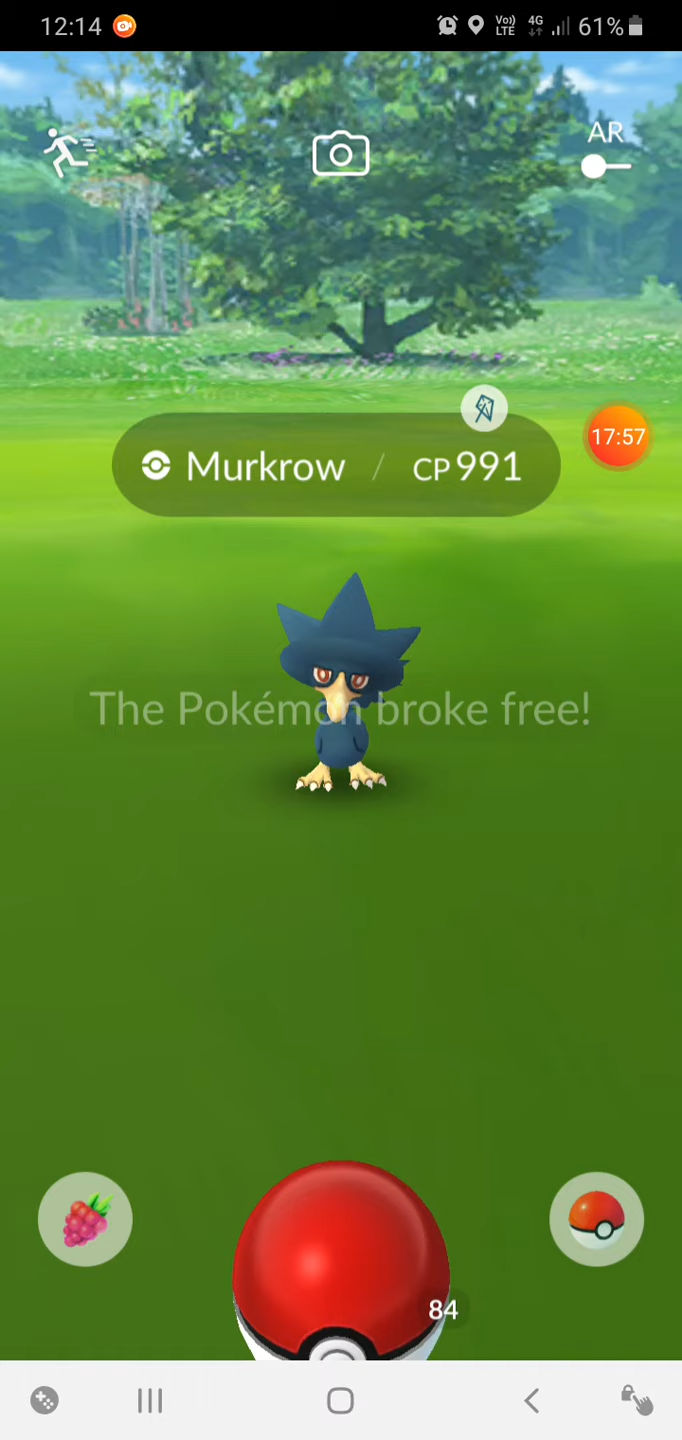 12:14
Vo))
LTE
4G
61%
AR
17:57
Murkrow / CP991
The Pokémon broke free!
84